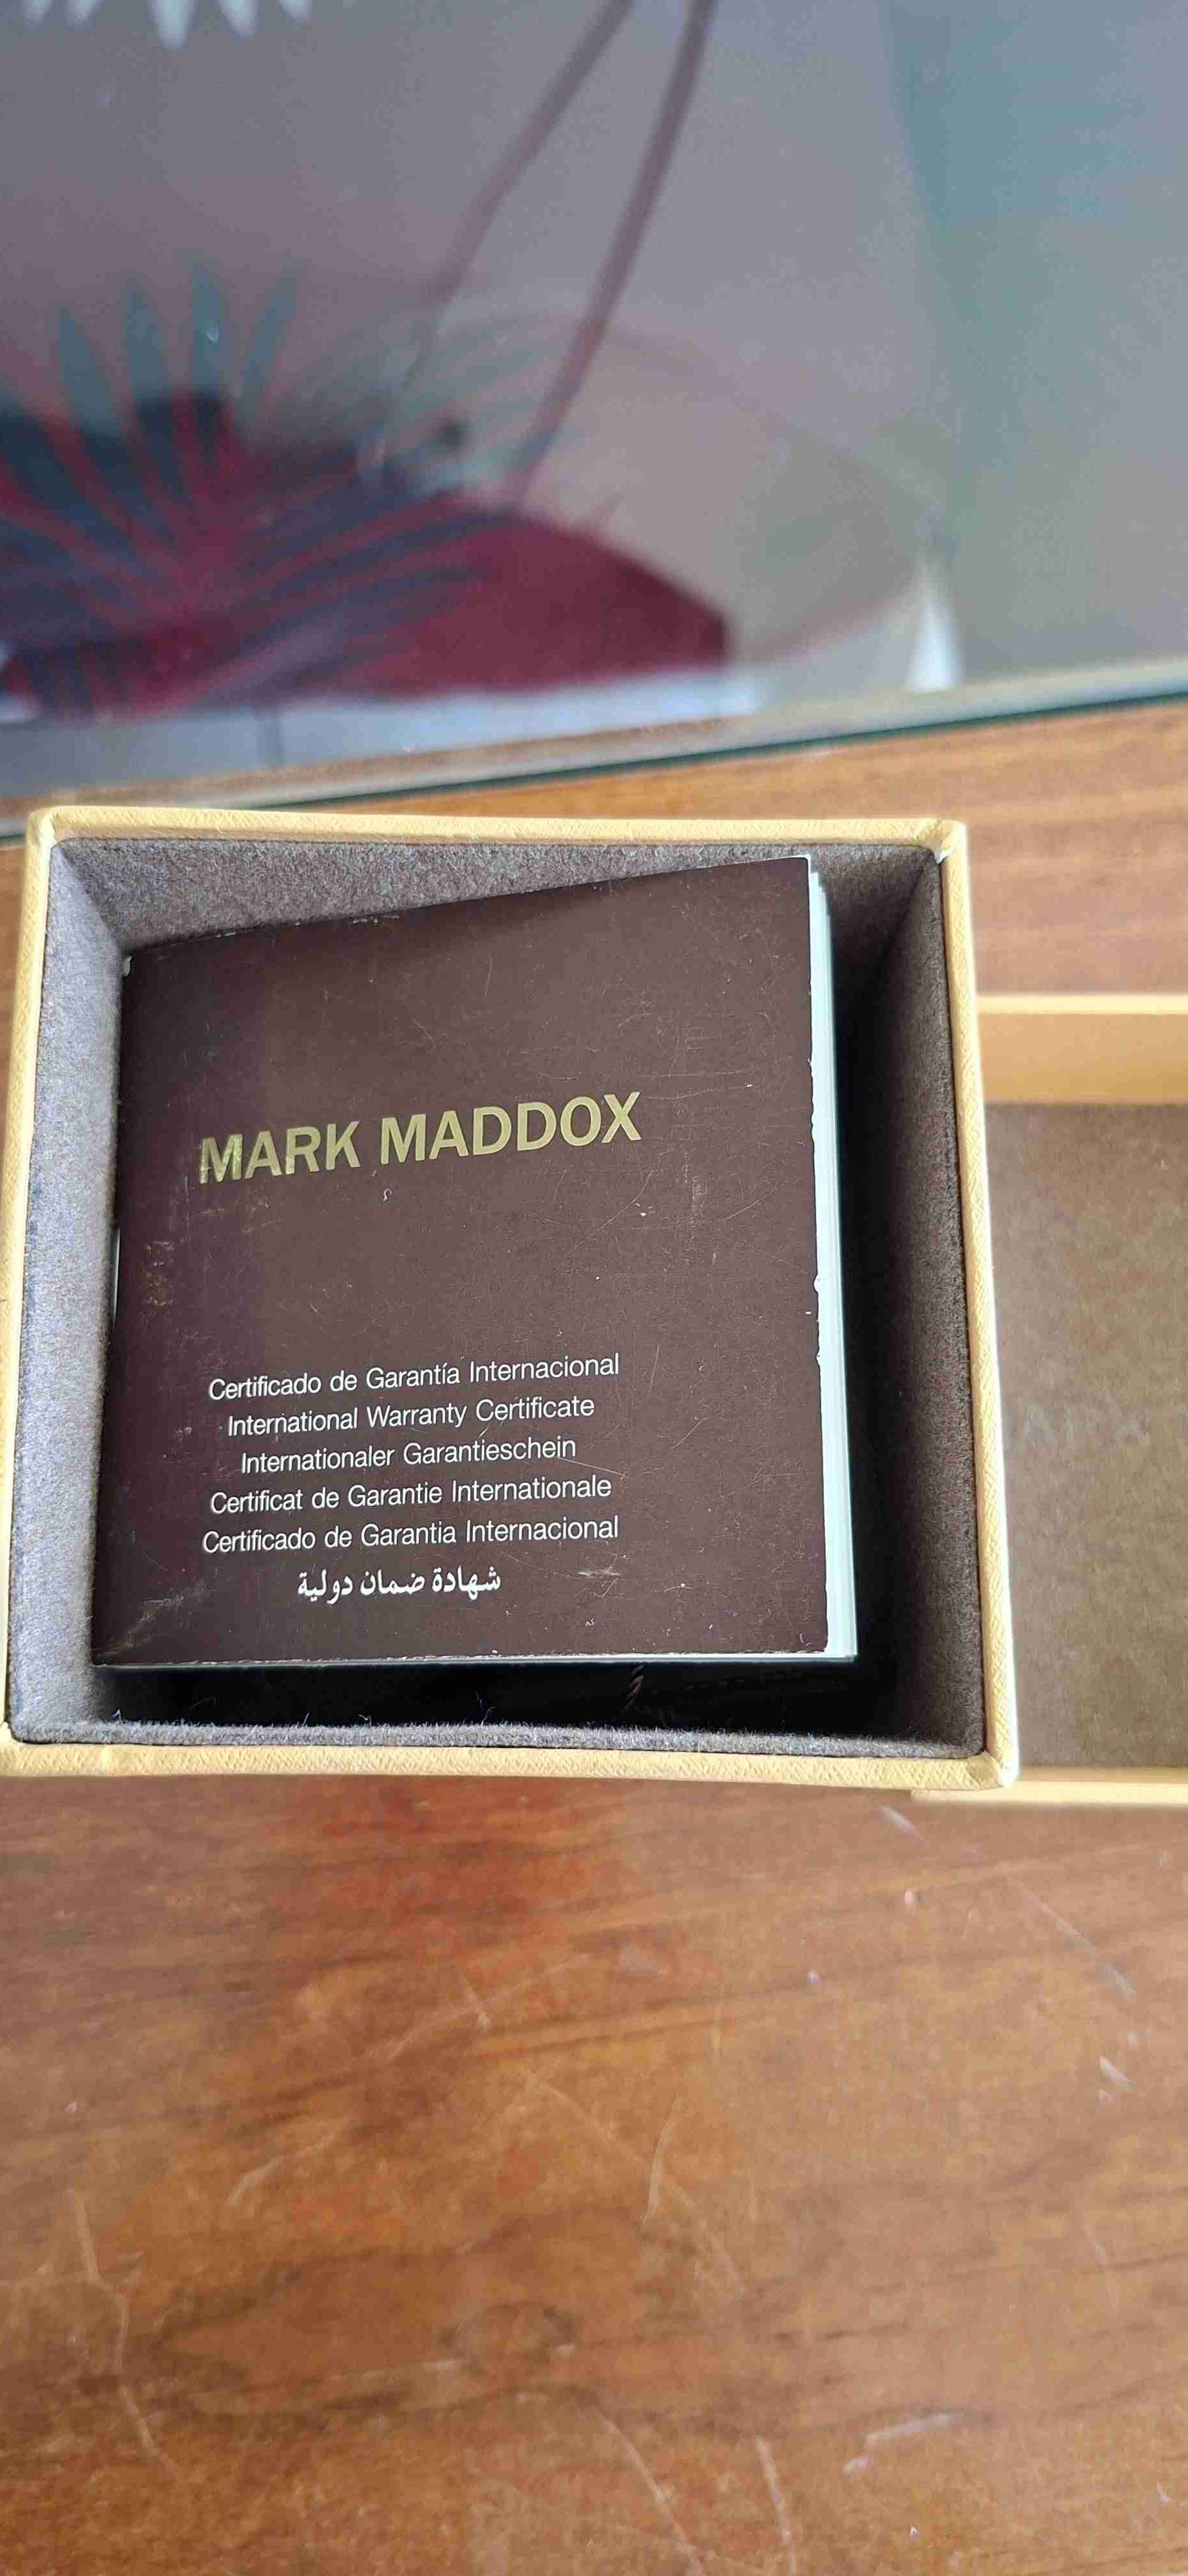 MARK MADDOX
Certificado de Garantía Internacional
International Warranty Certificate
Internationaler Garantieschein
Certificat de Garantie Internationale
Certificado de Garantia Internacional
شهادة ضمان دولية